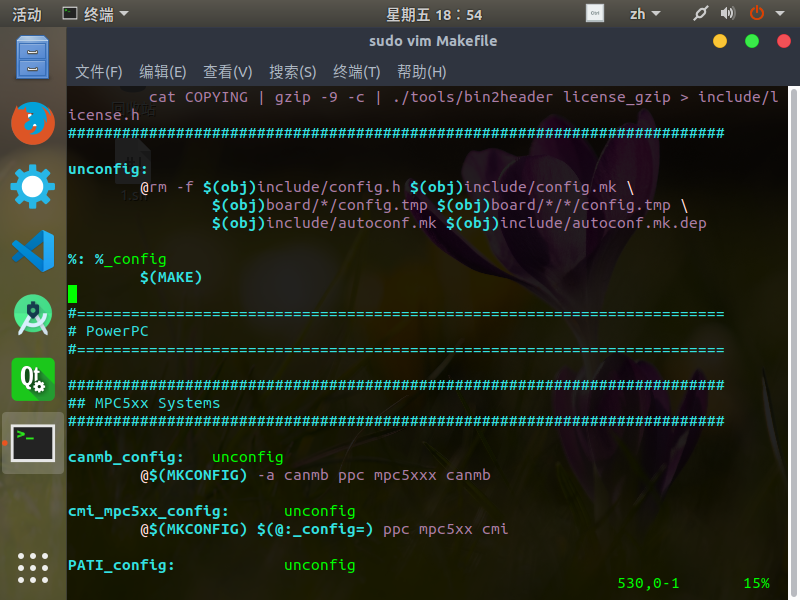 活动 终端 星期五 18：54 zh
sudo vim Makefile
文件(F) 编辑(E) 查看(V) 搜索(S) 终端(T) 帮助(H)
cat COPYING | gzip -9 -c | ./tools/bin2header license_gzip > include/l
icense.h
#########################################################################
unconfig:
@rm -f $(obj)include/config.h $(obj)include/config.mk \
$(obj)board/*/config.tmp $(obj)board/*/*/config.tmp \
$(obj)include/autoconf.mk $(obj)include/autoconf.mk.dep
%: %_config
$(MAKE)
#========================================================================
# PowerPC
#========================================================================
#########################################################################
## MPC5xx Systems
#########################################################################
canmb_config: unconfig
@$(MKCONFIG) -a canmb ppc mpc5xxx canmb
cmi_mpc5xx_config: unconfig
@$(MKCONFIG) $(@:_config=) ppc mpc5xx cmi
PATI_config: unconfig
530,0-1 15%
Qt
>_